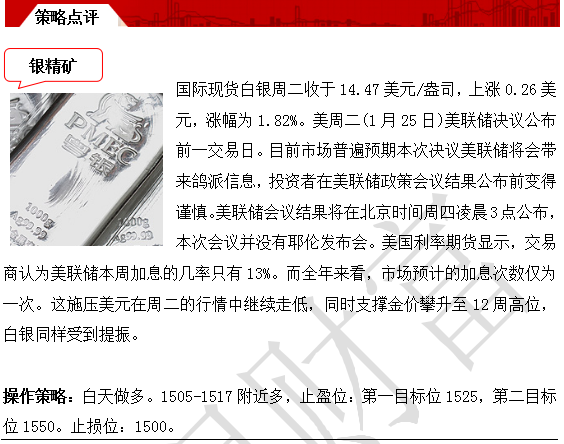 策略点评
银精矿
国际现货白银周二收于 14.47 美元/盎司，上涨 0.26 美
元，涨幅为 1.82%。美周二(1 月 25 日)美联储决议公布
前一交易日。目前市场普遍预期本次决议美联储将会带
来鸽派信息，投资者在美联储政策会议结果公布前变得
谨慎。美联储会议结果将在北京时间周四凌晨 3 点公布，
本次会议并没有耶伦发布会。美国利率期货显示，交易
商认为美联储本周加息的几率只有 13%。而全年来看，市场预计的加息次数仅为
一次。这施压美元在周二的行情中继续走低，同时支撑金价攀升至 12 周高位，
白银同样受到提振。
操作策略：白天做多。1505-1517 附近多，止盈位：第一目标位 1525，第二目标
位 1550。止损位：1500。
PMEC
粤银
1000g
Ag99.99
1000g
Ag99.99
财富